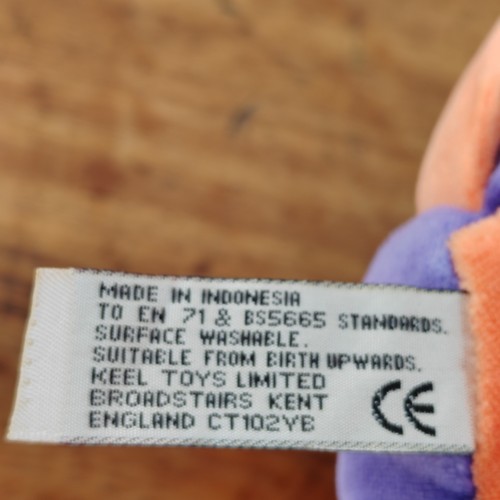 MADE IN INDONESIA
TO EN 71 & BS5665 STANDARDS.
SURFACE WASHABLE.
SUITABLE FROM BIRTH UPWARDS.
KEEL TOYS LIMITED
BROADSTAIRS KENT
ENGLAND CT102YB
CE